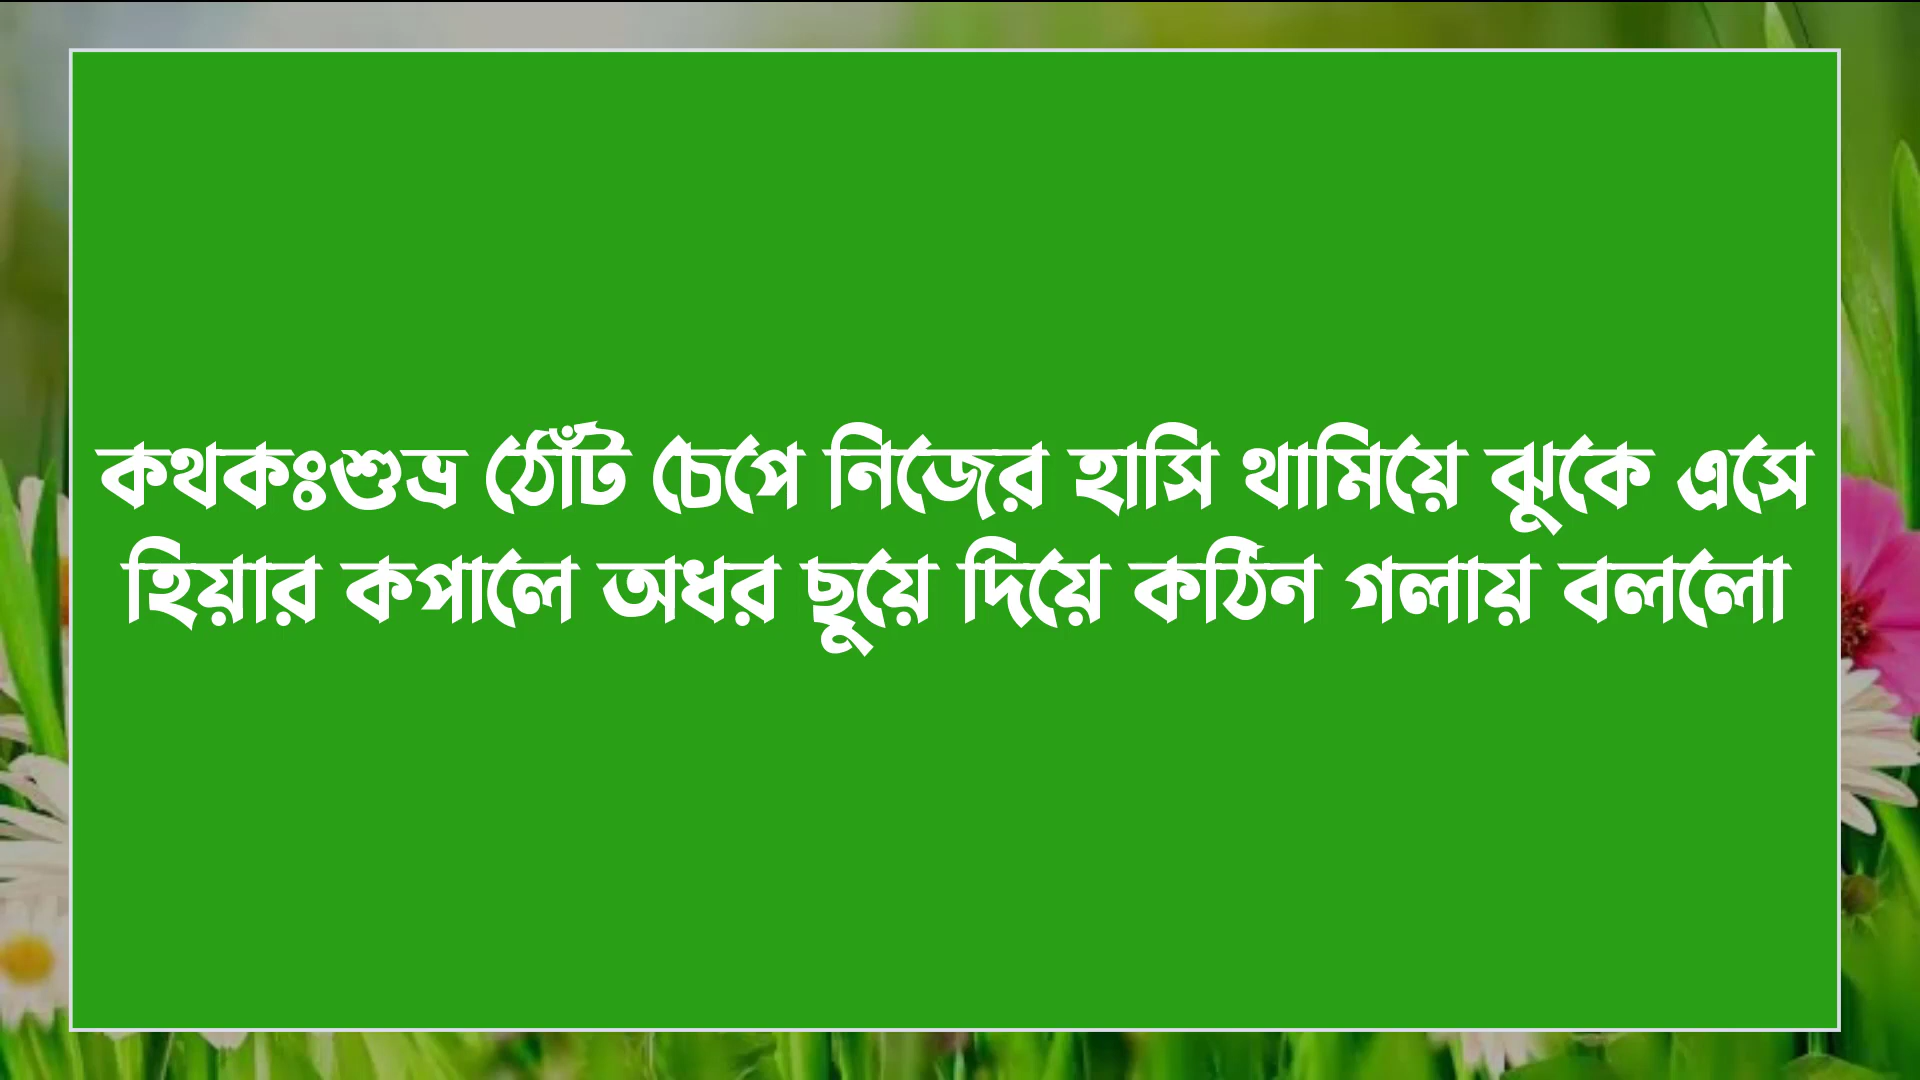 কথকঃশুভ্র ঠোঁট চেপে নিজের হাসি থামিয়ে ঝুকে এসে
হিয়ার কপালে অধর ছুয়ে দিয়ে কঠিন গলায় বললো